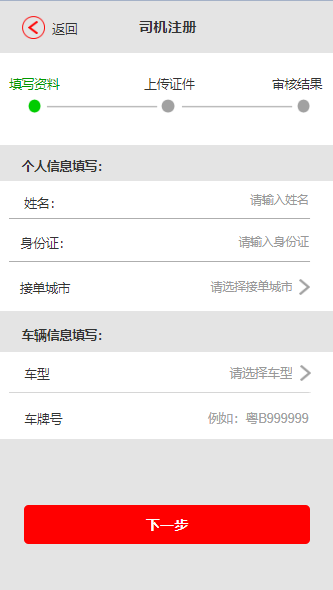 返回 司机注册
填写资料 上传证件 审核结果
个人信息填写：
姓名： 请输入姓名
身份证： 请输入身份证
接单城市 请选择接单城市
车辆信息填写：
车型 请选择车型
车牌号 例如：粤B999999
下一步